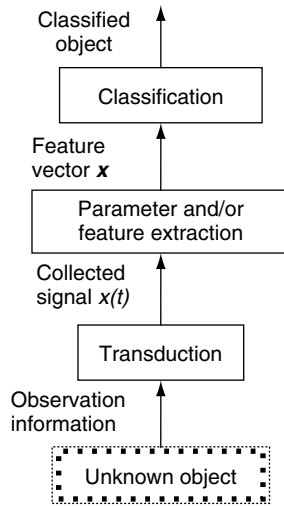 Classified
object
Classification
Feature
vector x
Parameter and/or
feature extraction
Collected
signal x(t)
Transduction
Observation
information
Unknown object